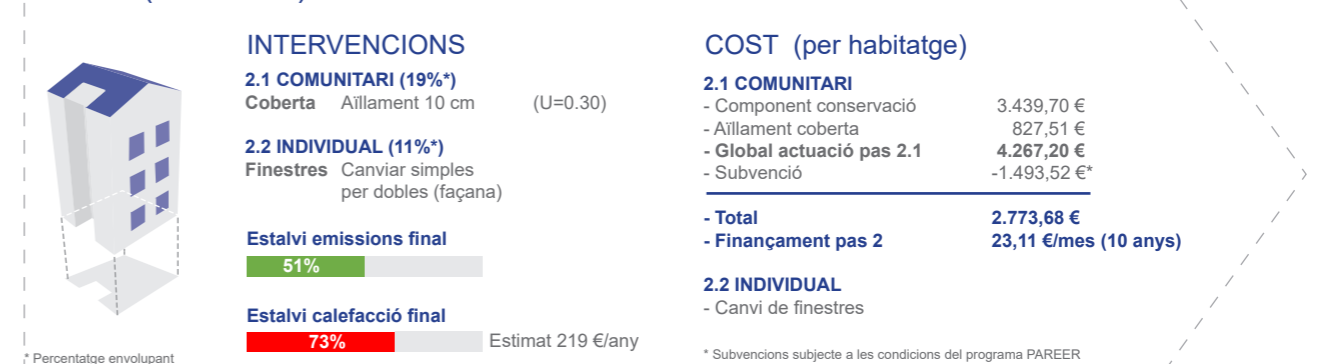 INTERVENCIONS
2.1 COMUNITARI (19%*)
Coberta Aïllament 10 cm (U=0.30)
2.2 INDIVIDUAL (11%*)
Finestres Canviar simples
per dobles (façana)
Estalvi emissions final
51%
Estalvi calefacció final
73% Estimat 219 €/any
* Percentatge envolupant
COST (per habitatge)
2.1 COMUNITARI
- Component conservació 3.439,70 €
- Aïllament coberta 827,51 €
- Global actuació pas 2.1 4.267,20 €
- Subvenció -1.493,52 €*
- Total 2.773,68 €
- Finançament pas 2 23,11 €/mes (10 anys)
2.2 INDIVIDUAL
- Canvi de finestres
* Subvencions subjecte a les condicions del programa PAREER